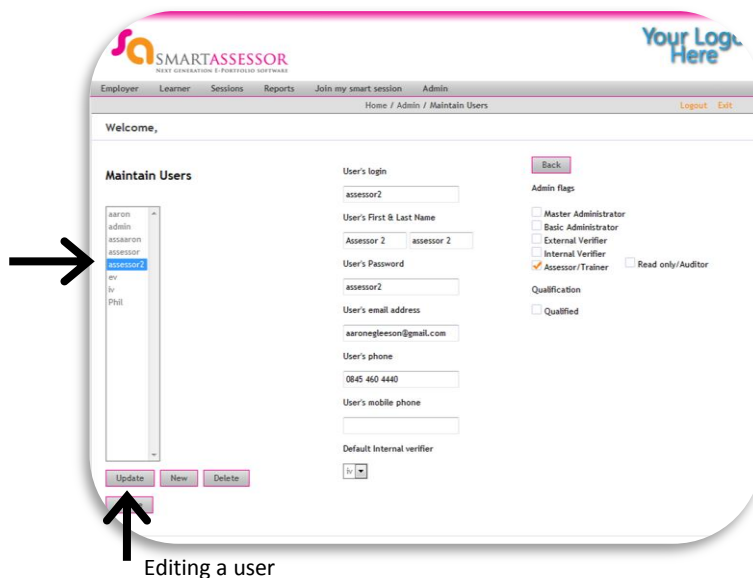 SMARTASSESSOR
NEXT GENERATION E-PORTFOLIO SOFTWARE
Your
Here
Employer Learner Sessions Reports Join my smart session Admin
Home / Admin / Maintain Users
Logout Exit
Welcome,
Maintain Users
aaron
admin
assaaron
assessor
assessor2
ev
iv
Phil
Update New Delete
User's login
assessor2
User's First & Last Name
Assessor 2 assessor 2
User's Password
assessor2
User's email address
aaronegleeson@gmail.com
User's phone
0845 460 4440
User's mobile phone
Default Internal verifier
iv
Back
Admin flags
Master Administrator
Basic Administrator
External Verifier
Internal Verifier
Assessor/Trainer Read only/Auditor
Qualification
Qualified
Editing a user